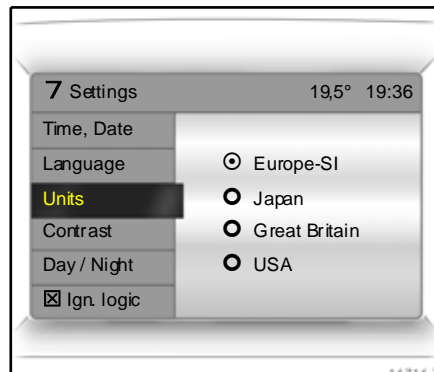 7 Settings 19,5° 19:36
Time, Date
Language
Units
Contrast
Day / Night
Ign. logic
Europe-SI
Japan
Great Britain
USA